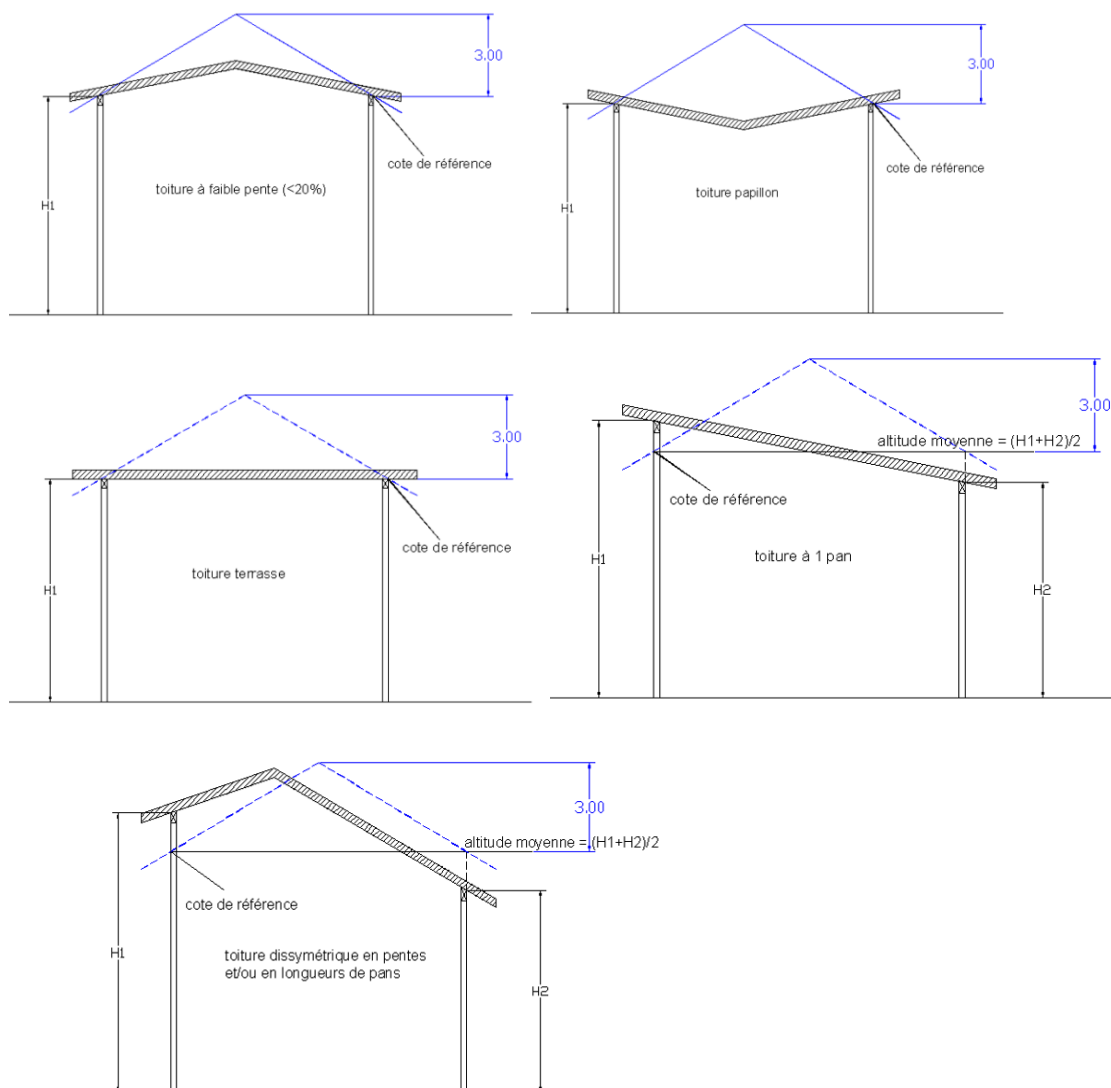 3.00
cote de référence
toiture à faible pente (<20%)
H1
3.00
cote de référence
toiture papillon
H1
3.00
cote de référence
toiture terrasse
H1
3.00
altitude moyenne = (H1+H2)/2
cote de référence
toiture à 1 pan
H1
H2
3.00
altitude moyenne = (H1+H2)/2
cote de référence
toiture dissymétrique en pentes
et/ou en longueurs de pans
H1
H2